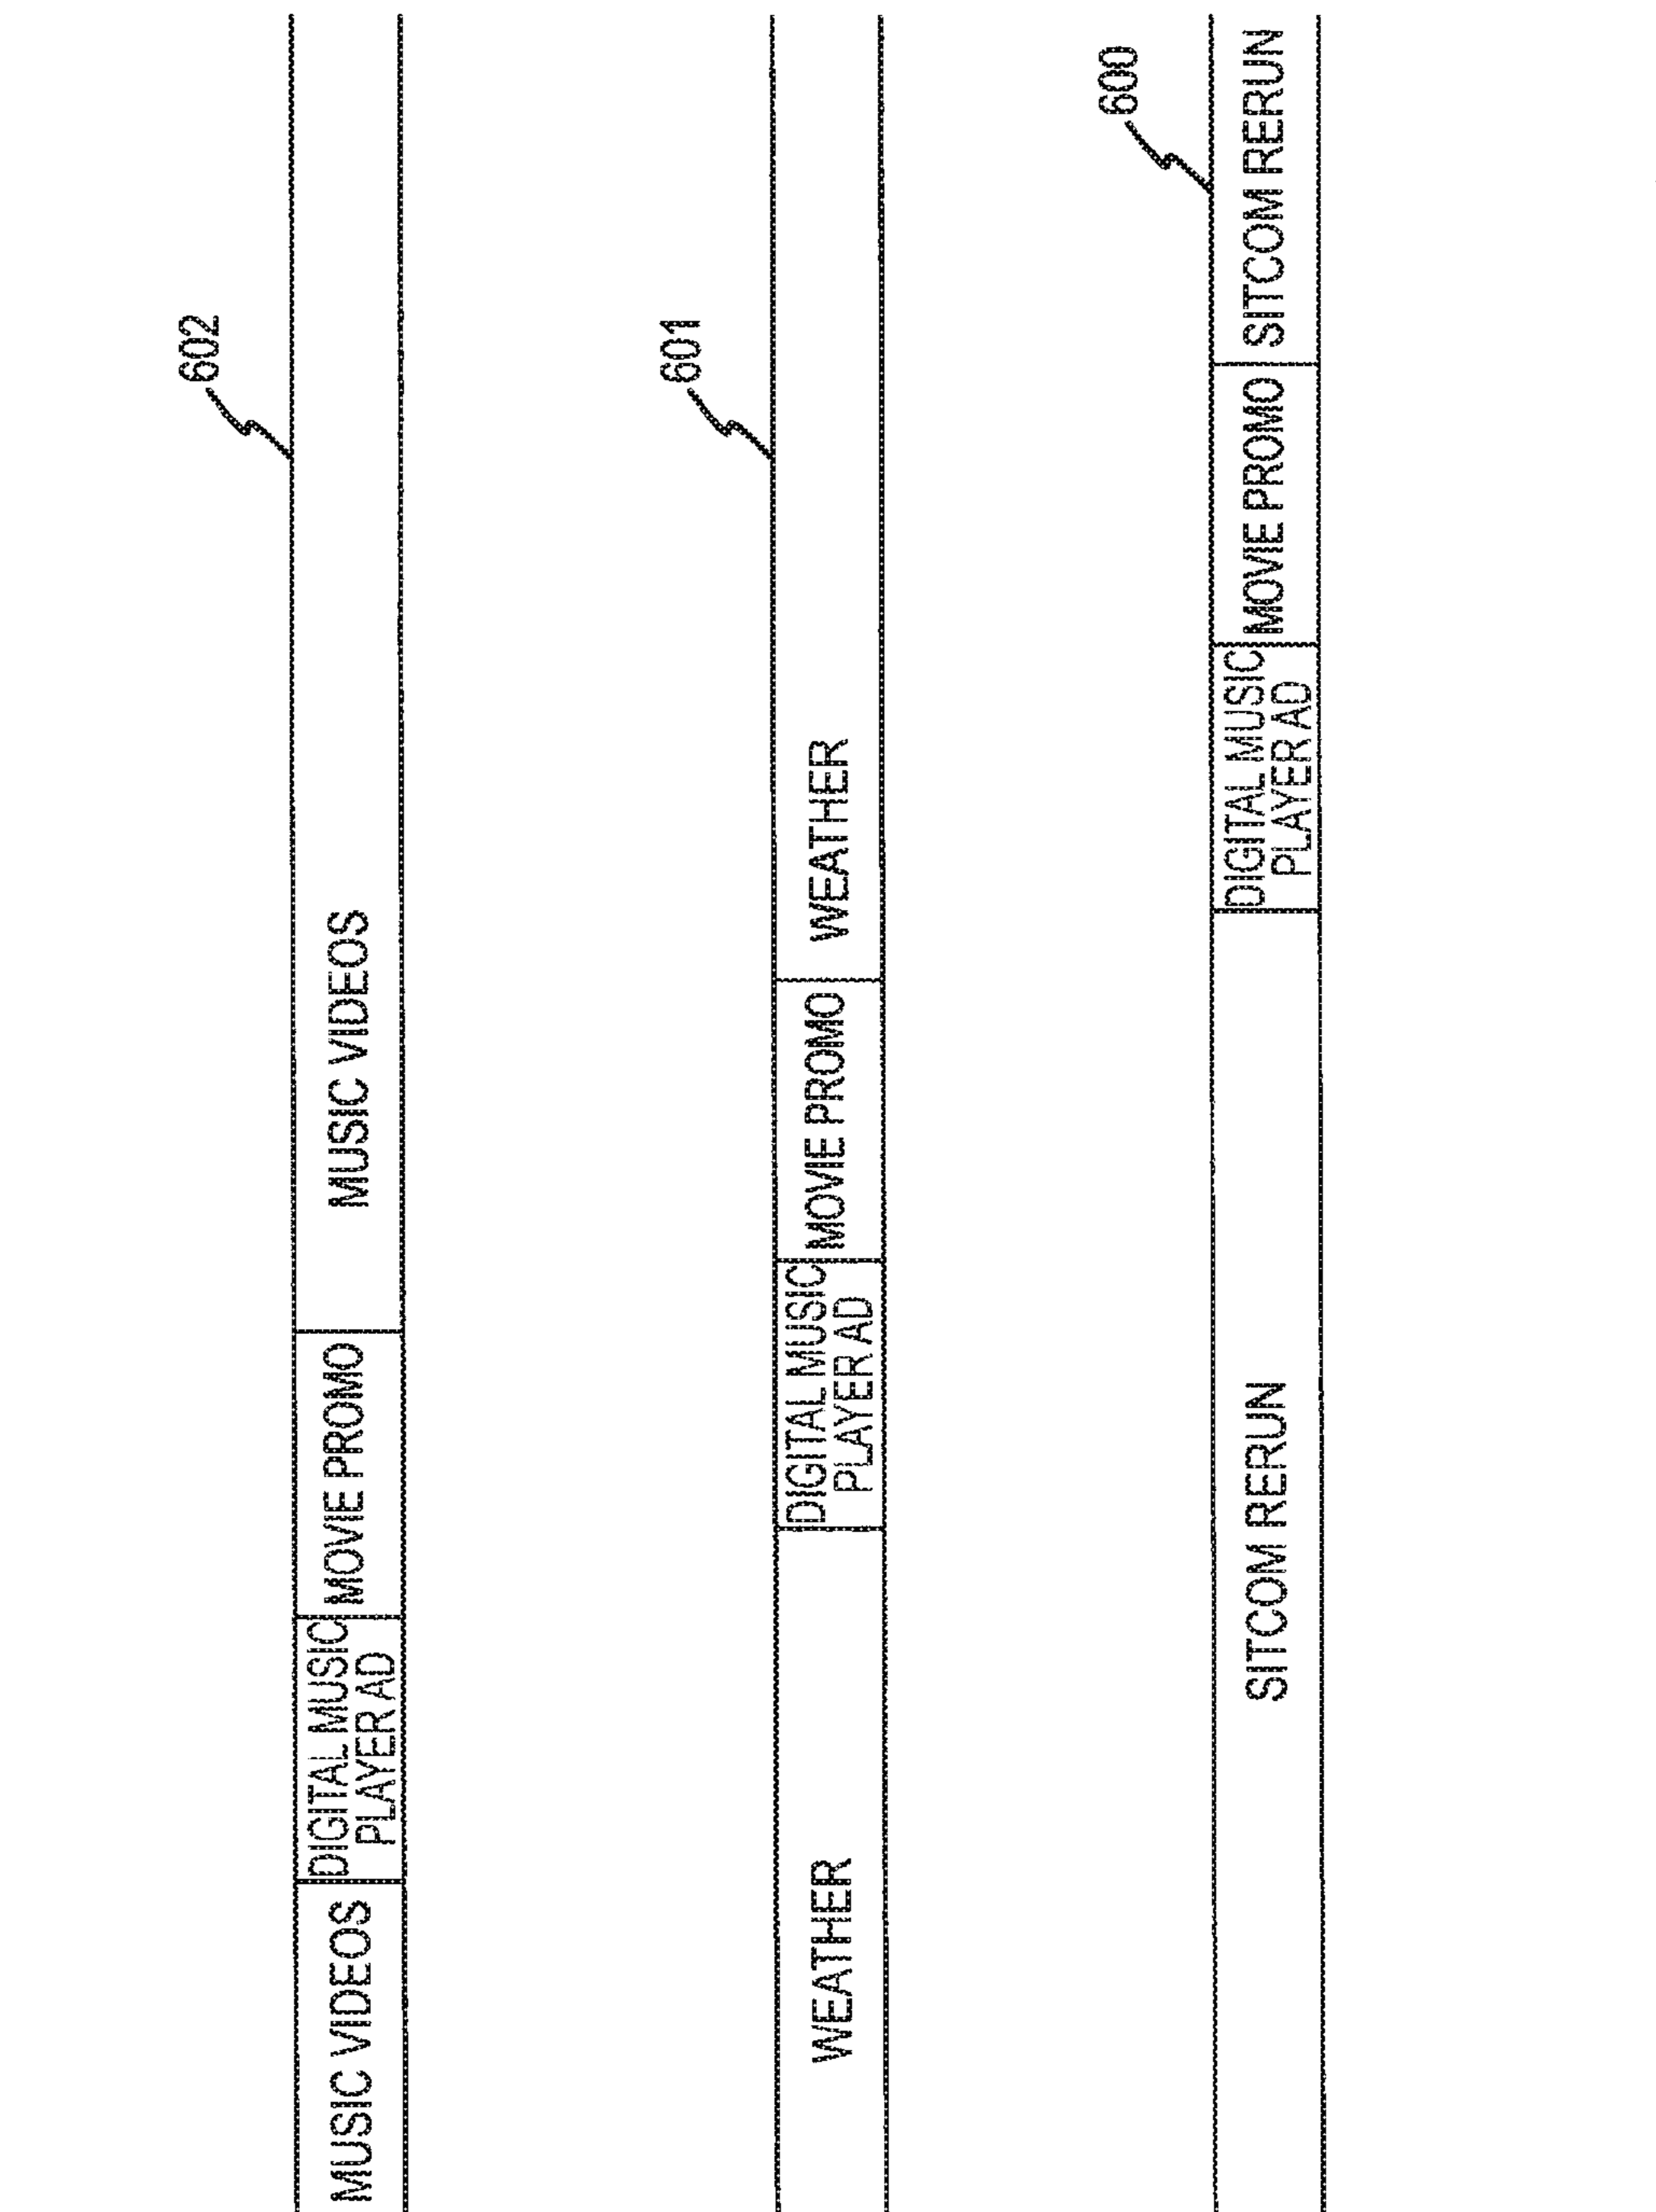 602
MUSIC VIDEOS
DIGITAL MUSIC
PLAYER AD
MOVIE PROMO
MUSIC VIDEOS
601
WEATHER
DIGITAL MUSIC
PLAYER AD
MOVIE PROMO
WEATHER
600
SITCOM RERUN
DIGITAL MUSIC
PLAYER AD
MOVIE PROMO
SITCOM RERUN